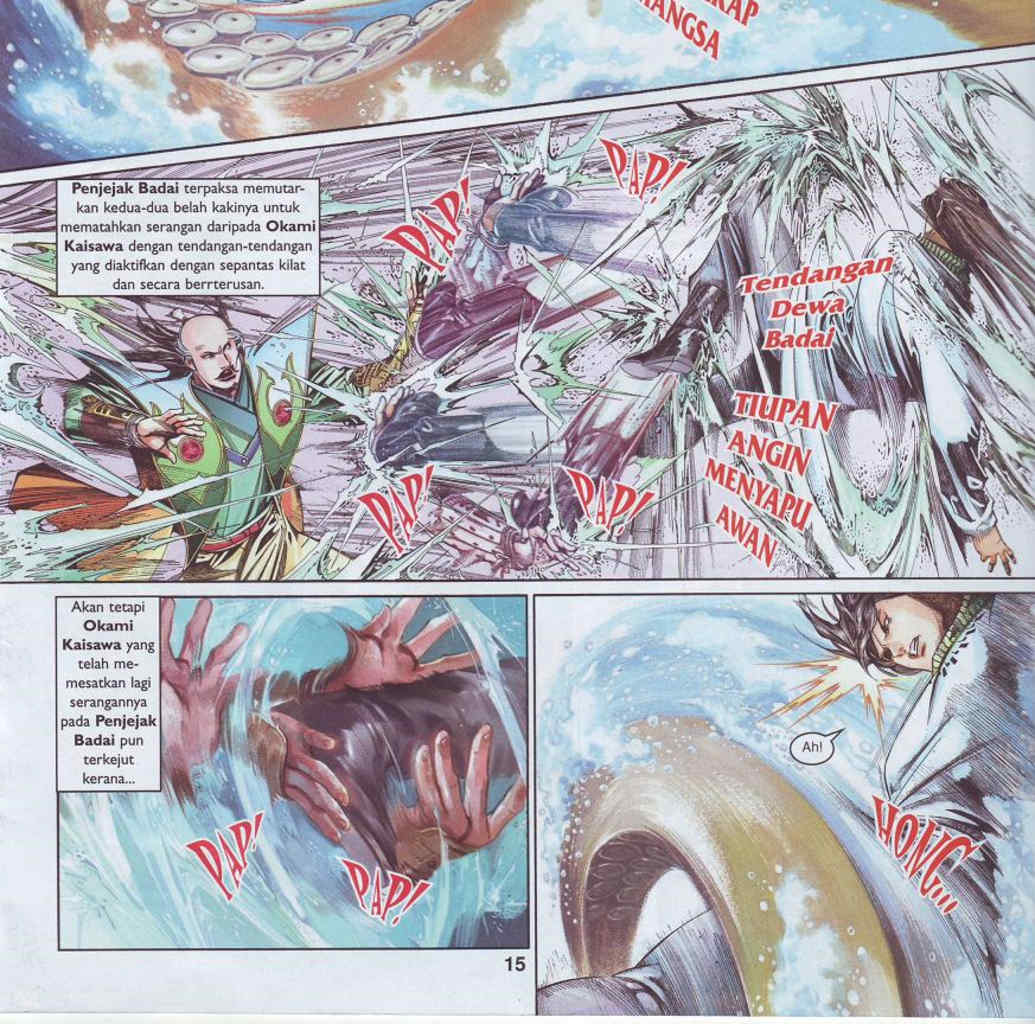 MANGSA
Penjejak Badai terpaksa memutar-
kan kedua-dua belah kakinya untuk
mematahkan serangan daripada Okami
Kaisawa dengan tendangan-tendangan
yang diaktifkan dengan sepantas kilat
dan secara berrterusan.
PAP!
PAP!
Tendangan
Dewa
Badai
TIUPAN
ANGIN
MENYAPU
AWAN
PAP!
PAP!
Akan tetapi
Okami
Kaisawa yang
telah me-
mesatkan lagi
serangannya
pada Penjejak
Badai pun
terkejut
kerana...
PAP!
PAP!
Ah!
HONG....
15